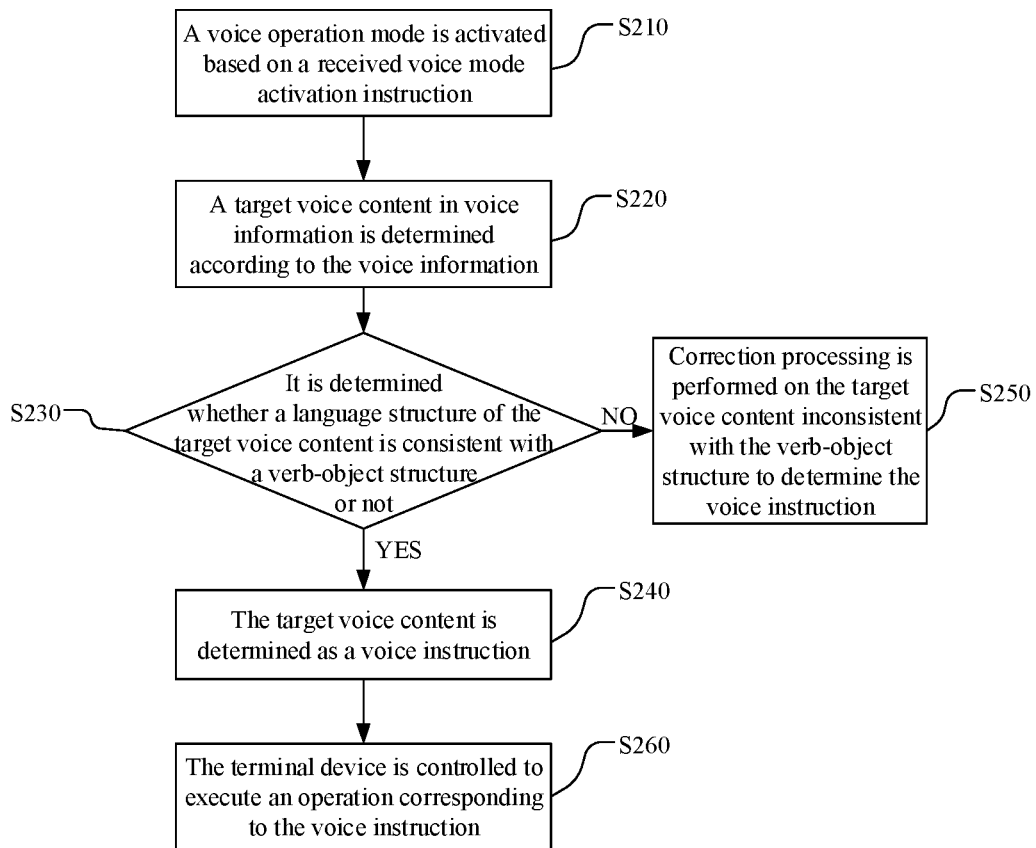 A voice operation mode is activated
based on a received voice mode
activation instruction
S210
A target voice content in voice
information is determined
according to the voice information
S220
It is determined
whether a language structure of the
target voice content is consistent with
a verb-object structure
or not
S230
NO
Correction processing is
performed on the target
voice content inconsistent
with the verb-object
structure to determine the
voice instruction
S250
YES
The target voice content is
determined as a voice instruction
S240
The terminal device is controlled to
execute an operation corresponding
to the voice instruction
S260